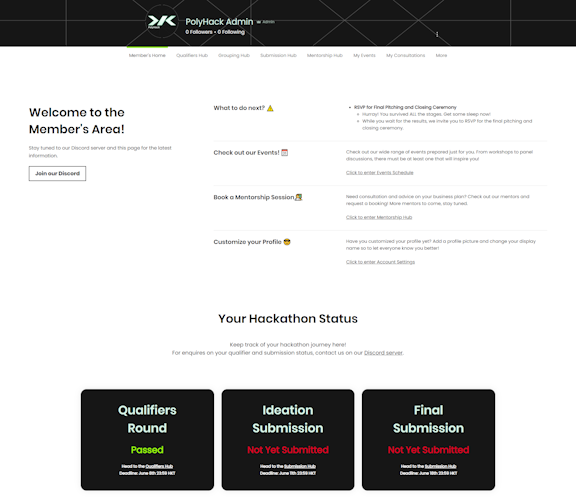 PolyHack Admin
Admin
0 Followers • 0 Following
Member's Home
Qualifiers Hub
Grouping Hub
Submission Hub
Mentorship Hub
My Events
My Consultations
More
Welcome to the
Member's Area!
Stay tuned to our Discord server and this page for the latest
information.
Join our Discord
What to do next? ⚠️
RSVP for Final Pitching and Closing Ceremony
Hurray! You survived ALL the stages. Get some sleep now!
While you wait for the results, we invite you to RSVP for the final pitching and
closing ceremony.
Check out our Events! 🗓️
Check out our wide range of events prepared just for you. From workshops to panel
discussions, there must be at least one that will inspire you!
Click to enter Events Schedule
Book a Mentorship Session
Need consultation and advice on your business plan? Check our our mentors and
request a booking! More mentors to come, stay tuned.
Click to enter Mentorship Hub
Customize your Profile 😎
Have you customized your profile yet? Add a profile picture and change your display
name so to let everyone know you better!
Click to enter Account Settings
Your Hackathon Status
Keep track of your hackathon journey here!
For enquires on your qualifier and submission status, contact us on our Discord server.
Qualifiers
Round
Passed
Head to the Qualifiers Hub
Deadline: June 8th 23:59 HKT
Ideation
Submission
Not Yet Submitted
Head to the Submission Hub
Deadline: June 11th 23:59 HKT
Final
Submission
Not Yet Submitted
Head to the Submission Hub
Deadline: June 18th 23:59 HKT